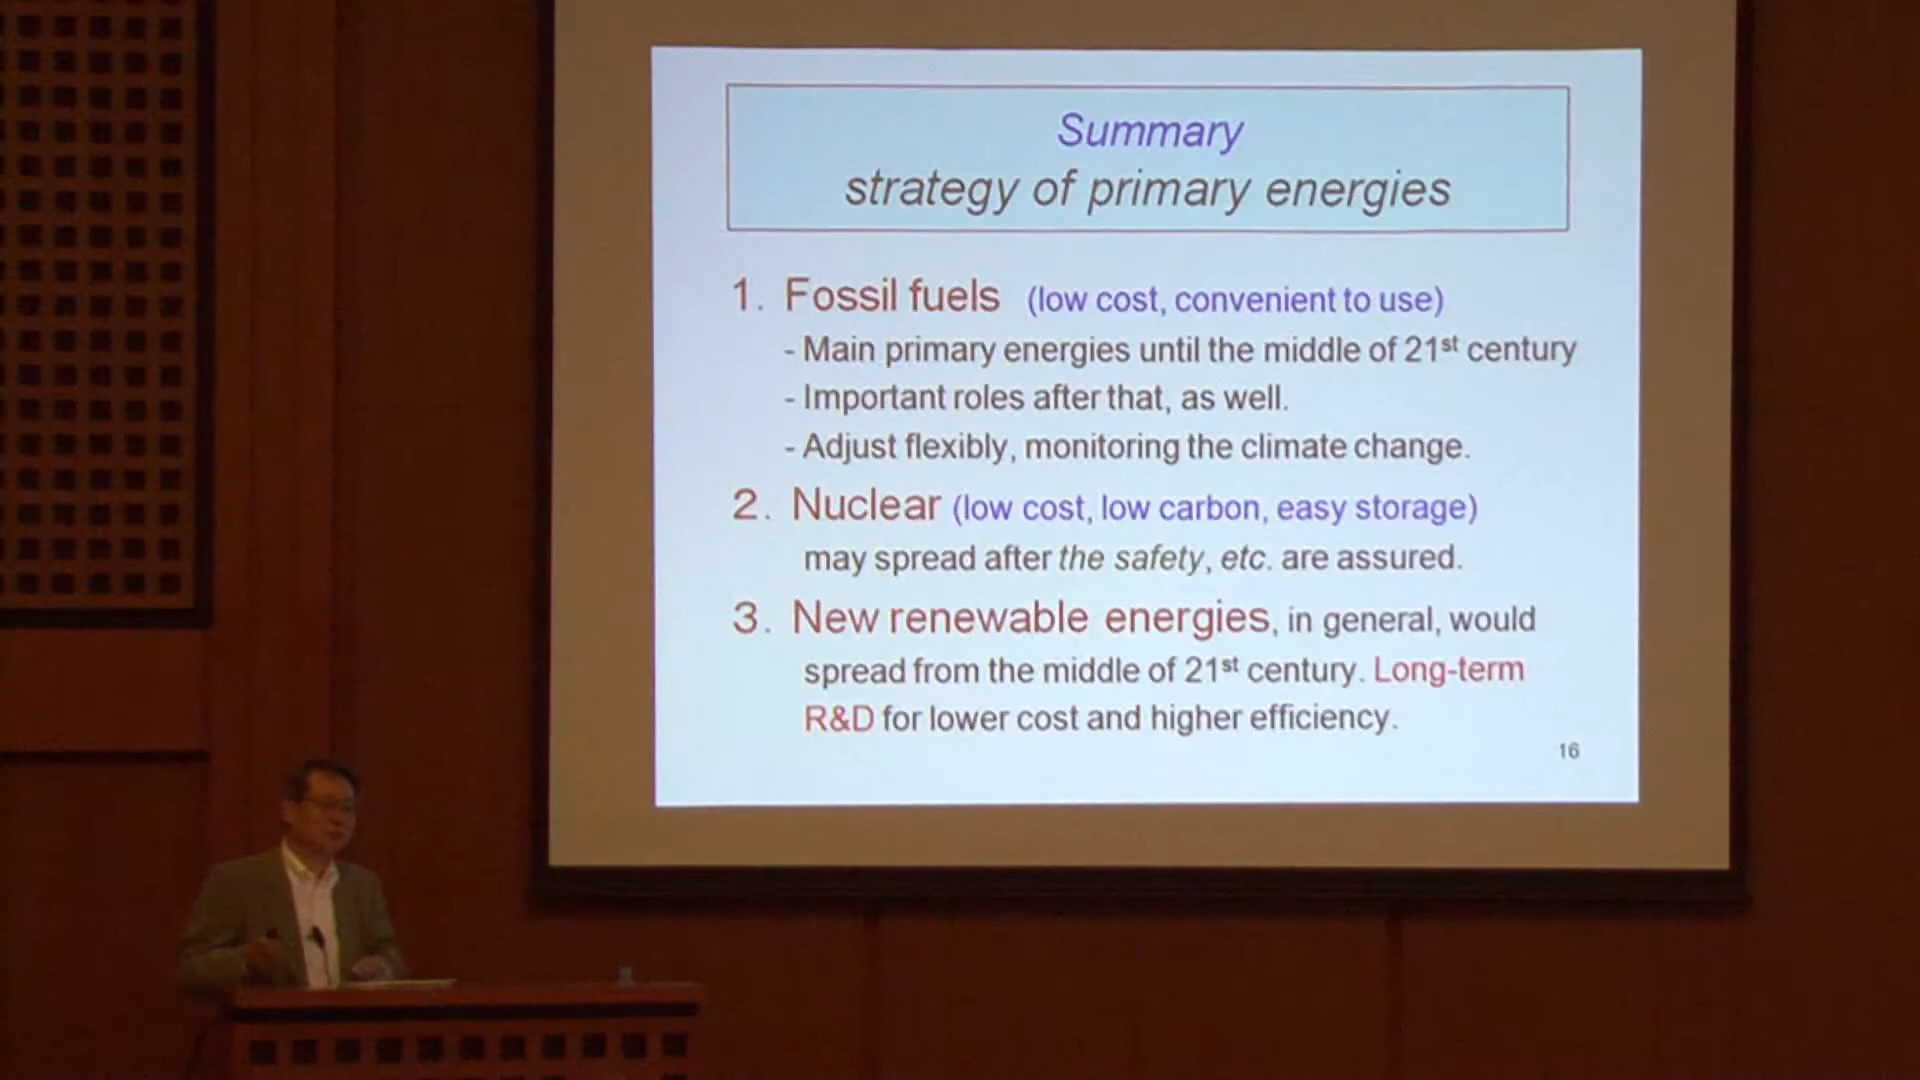 Summary
strategy of primary energies
1. Fossil fuels (low cost, convenient to use)
- Main primary energies until the middle of 21st century
- Important roles after that, as well.
- Adjust flexibly, monitoring the climate change.
2. Nuclear (low cost, low carbon, easy storage)
may spread after the safety, etc. are assured.
3. New renewable energies, in general, would
spread from the middle of 21st century. Long-term
R&D for lower cost and higher efficiency.
16